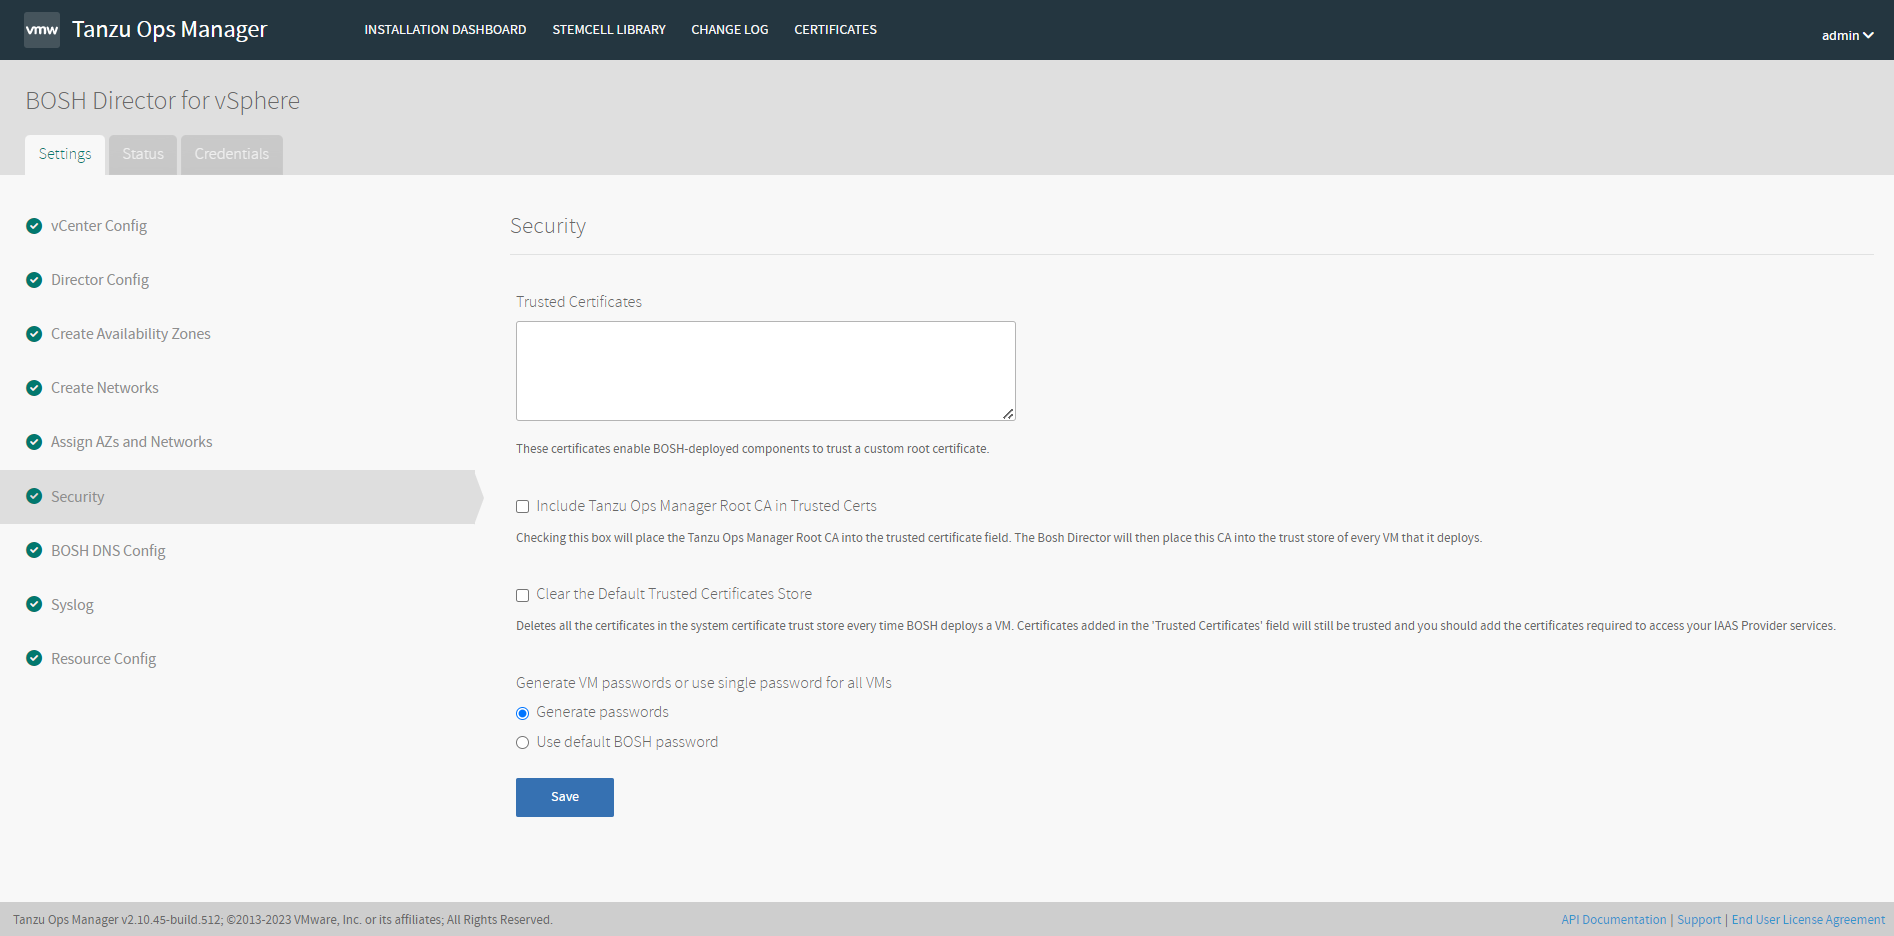 vmw Tanzu Ops Manager INSTALLATION DASHBOARD STEMCELL LIBRARY CHANGE LOG CERTIFICATES admin
BOSH Director for vSphere
Settings Status Credentials
vCenter Config
Director Config
Create Availability Zones
Create Networks
Assign AZs and Networks
Security
BOSH DNS Config
Syslog
Resource Config
Security
Trusted Certificates
These certificates enable BOSH-deployed components to trust a custom root certificate.
Include Tanzu Ops Manager Root CA in Trusted Certs
Checking this box will place the Tanzu Ops Manager Root CA into the trusted certificate field. The Bosh Director will then place this CA into the trust store of every VM that it deploys.
Clear the Default Trusted Certificates Store
Deletes all the certificates in the system certificate trust store every time BOSH deploys a VM. Certificates added in the 'Trusted Certificates' field will still be trusted and you should add the certificates required to access your IAAS Provider services.
Generate VM passwords or use single password for all VMs
Generate passwords
Use default BOSH password
Save
Tanzu Ops Manager v2.10.45-build.512; ©2013-2023 VMware, Inc. or its affiliates; All Rights Reserved. API Documentation | Support | End User License Agreement